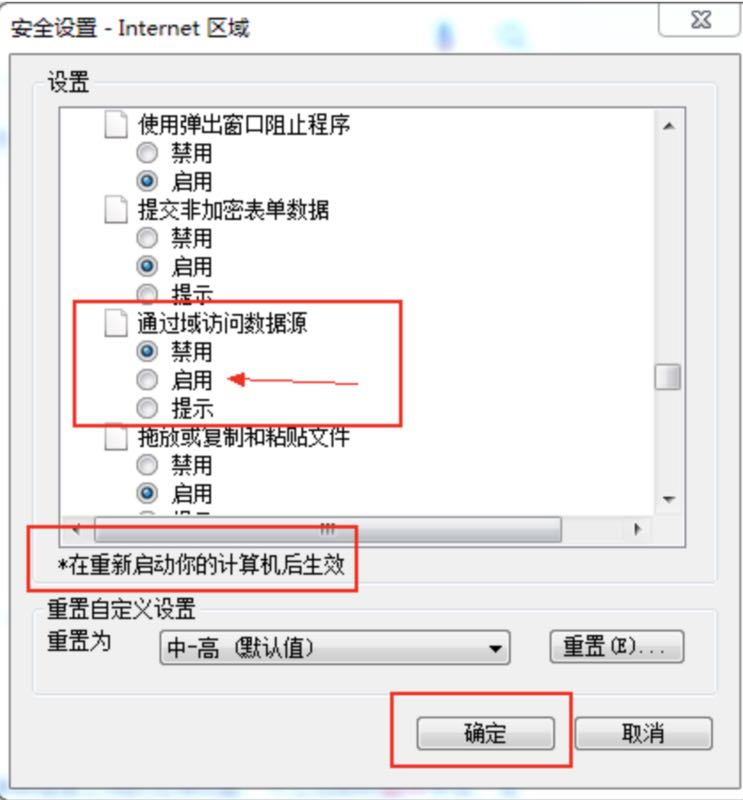 安全设置 - Internet 区域
设置
使用弹出窗口阻止程序
禁用
启用
提交非加密表单数据
禁用
启用
提示
通过域访问数据源
禁用
启用
提示
拖放或复制和粘贴文件
禁用
启用
*在重新启动你的计算机后生效
重置自定义设置
重置为
中-高 (默认值)
重置(E)...
确定
取消